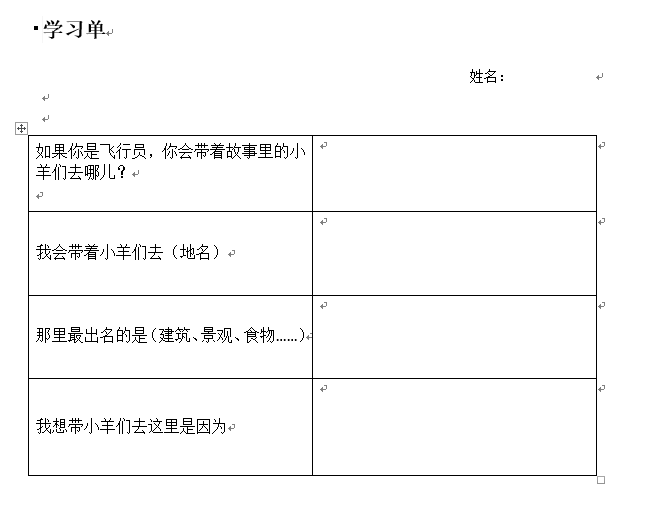 学习单
姓名：
如果你是飞行员，你会带着故事里的小
羊们去哪儿？
我会带着小羊们去（地名）
那里最出名的是（建筑、景观、食物……）
我想带小羊们去这里是因为